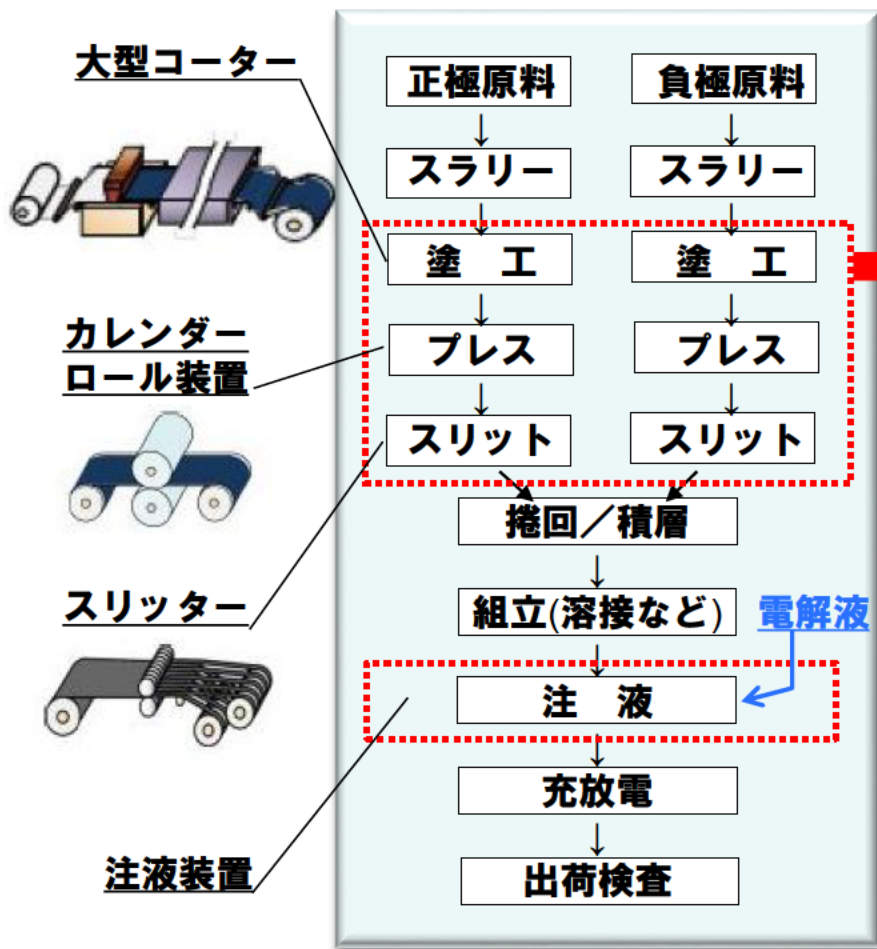 大型コーター
正極原料
負極原料
↓
↓
スラリー
スラリー
↓
↓
塗　工
塗　工
↓
↓
カレンダー
ロール装置
プレス
プレス
↓
↓
スリット
スリット
捲回／積層
↓
スリッター
組立(溶接など)
電解液
↓
注　液
↓
充放電
↓
注液装置
出荷検査